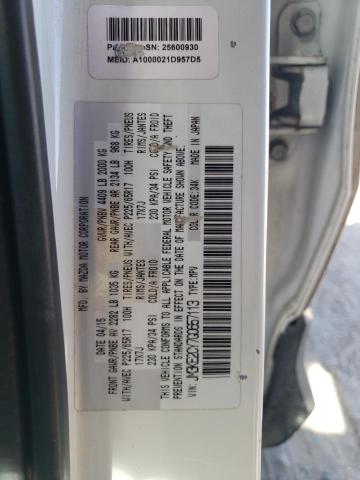 SN: 25600930
MEID: A1000021D957D5
MFD. BY MAZDA MOTOR CORPORATION
04/15
GVWR/PNBV 4409 LB 2000 KG
FRONT GAWR/PNBE AV 2282 LB 1035 KG REAR GAWR/PNBE AR 2134 LB 968 KG
WITH/AVEC P225/65R17 100H TIRES/PNEUS WITH/AVEC P225/65R17 100H TIRES/PNEUS
17X7J RIMS/JANTES 17X7J RIMS/JANTES
230 KPA/34 PSI COLD/A FROID 230 KPA/34 PSI COLD/A FROID
THIS VEHICLE CONFORMS TO ALL APPLICABLE FEDERAL MOTOR VEHICLE SAFETY AND THEFT
PREVENTION STANDARDS IN EFFECT ON THE DATE OF MANUFACTURE SHOWN ABOVE.
VIN: TYPE: MPV COLOR CODE: 34K MADE IN JAPAN